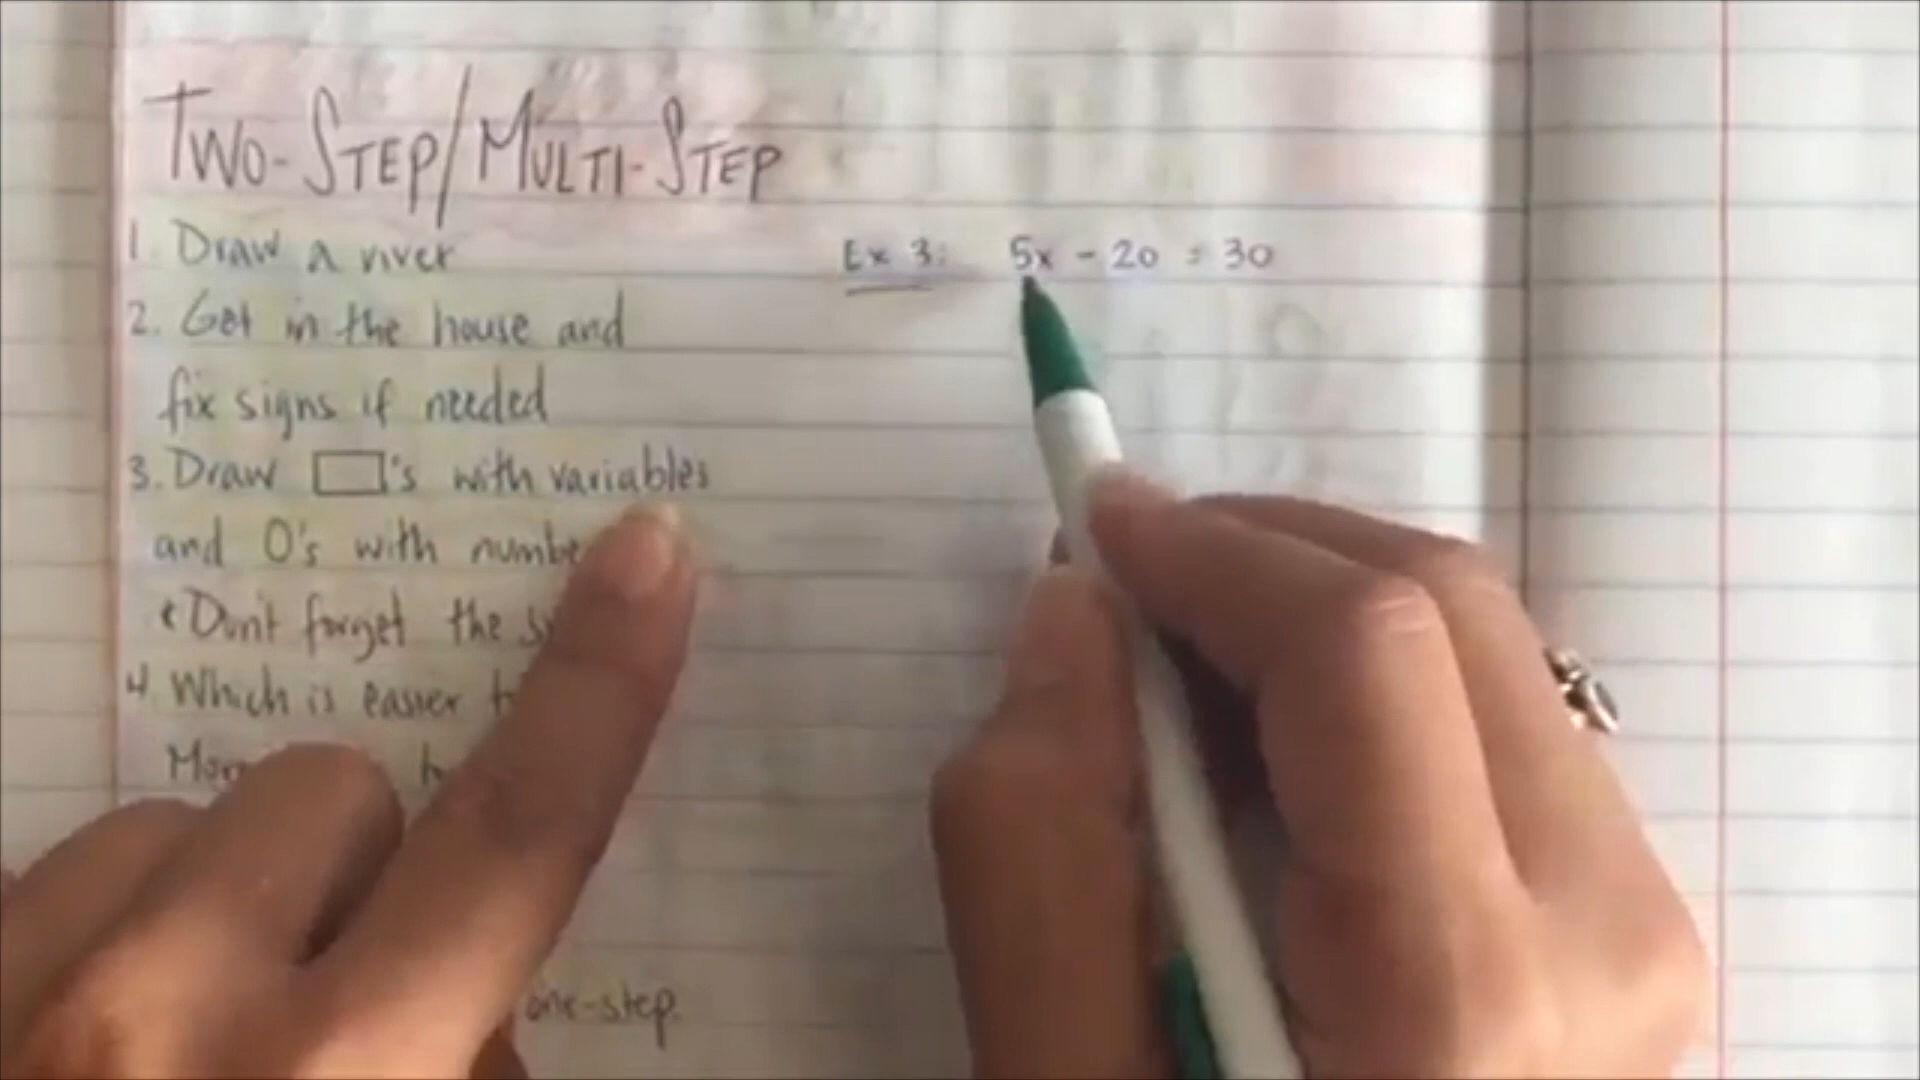 TWO-STEP/MULTI-STEP
1. Draw a river
2. Get in the house and
fix signs if needed
3. Draw □'s with variables
and O's with
Don't forget the
4. Which is easier
one-step.
Ex 3: 5x - 20 = 30